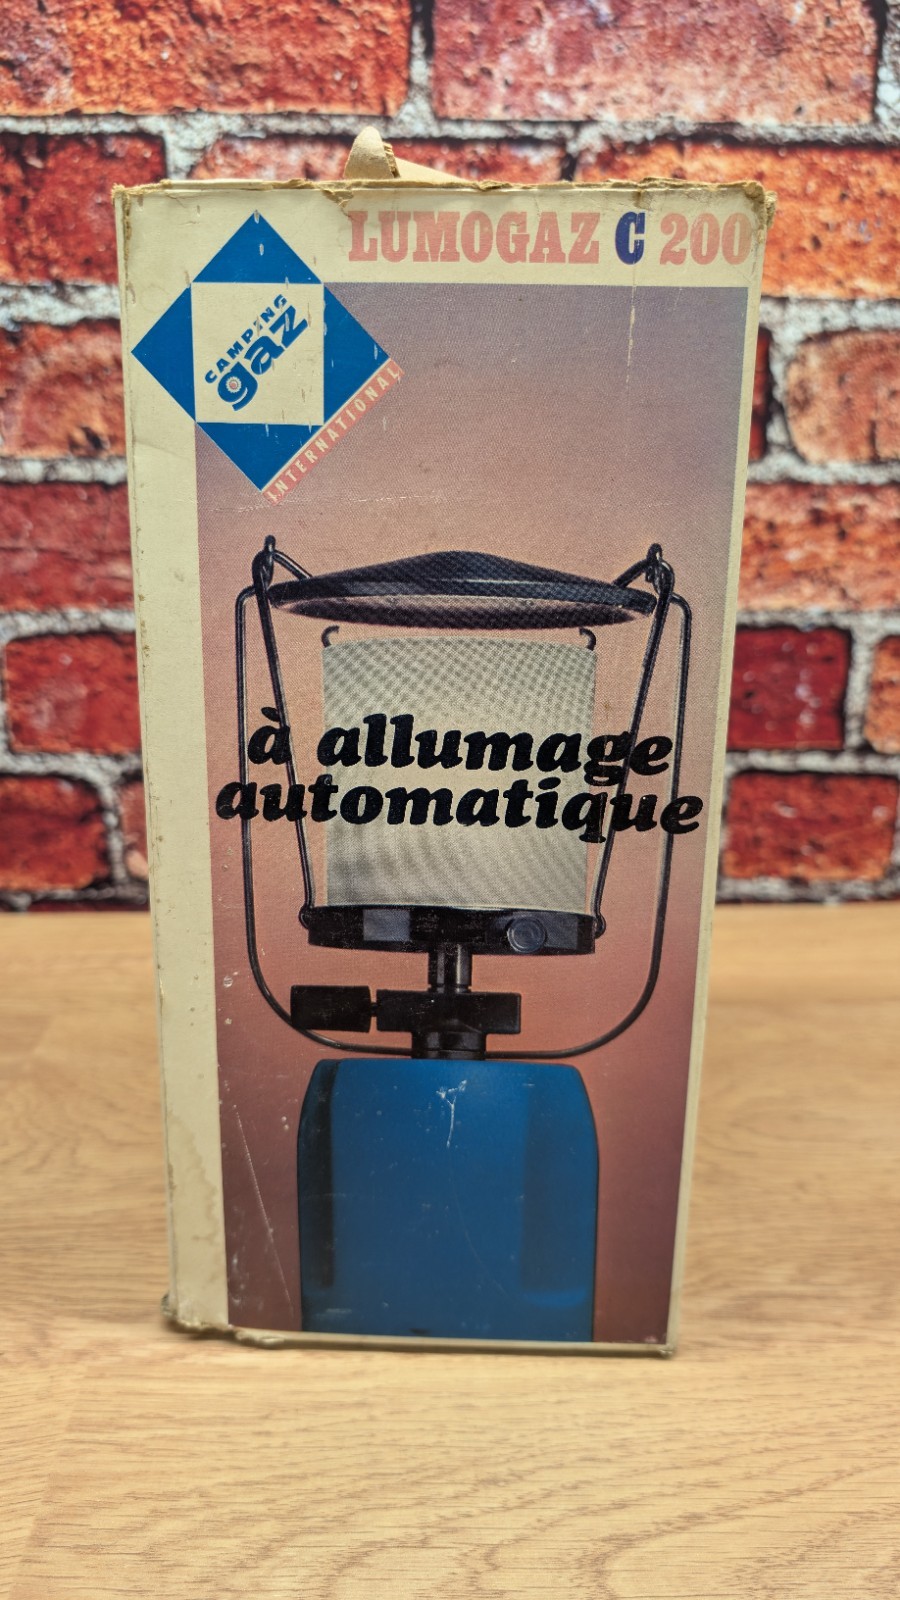 LUMOGAZ C 200
CAMPING
gaz
INTERNATIONAL
à allumage
automatique